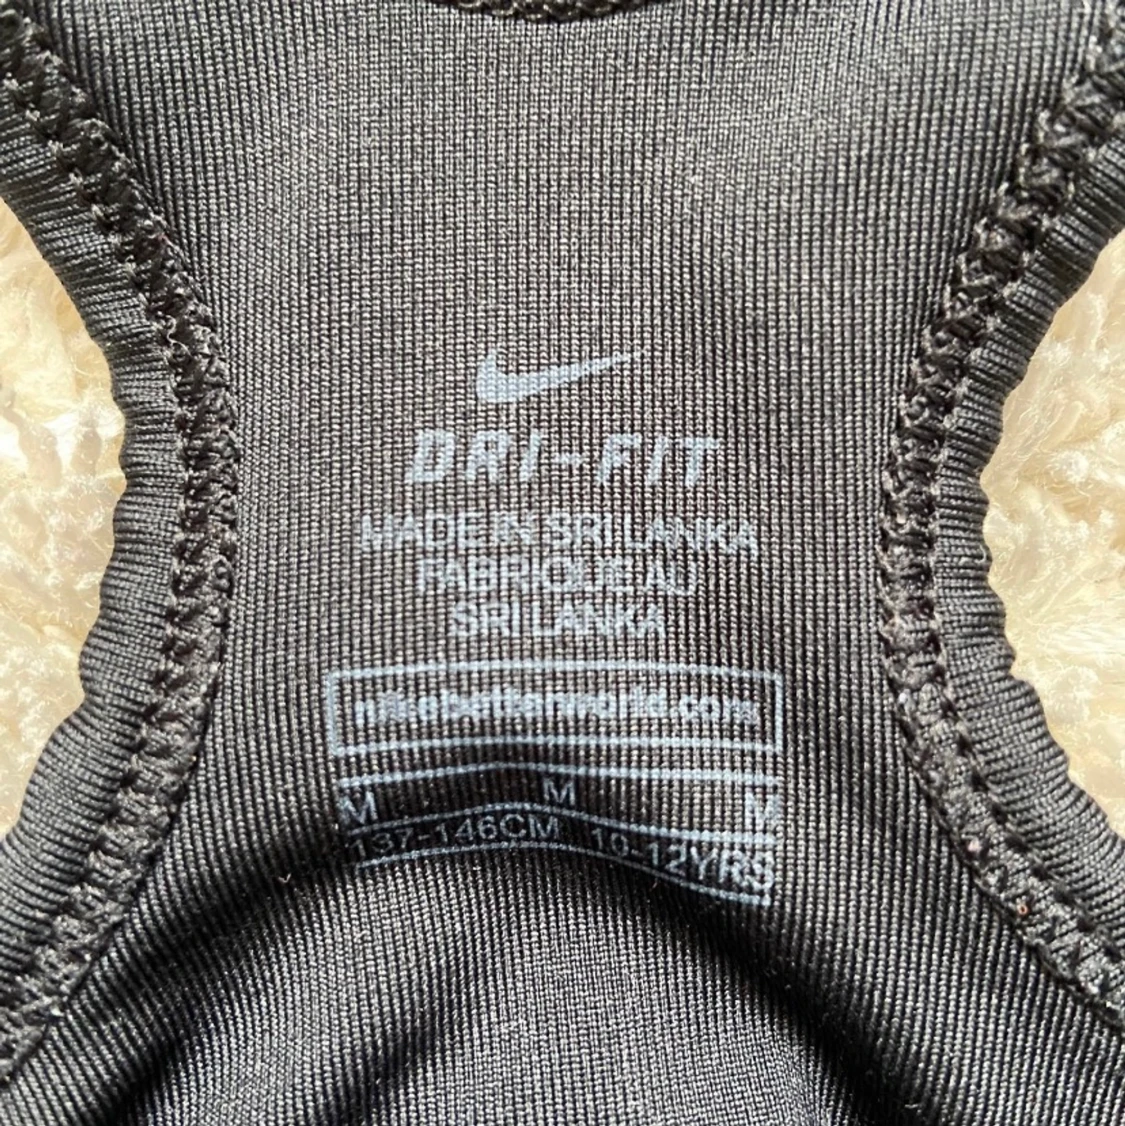 DRI-FIT
MADE IN SRI LANKA
FABRIQUE AU
SRI LANKA
nikebetterworld.com
M M M
137-146CM 10-12YRS